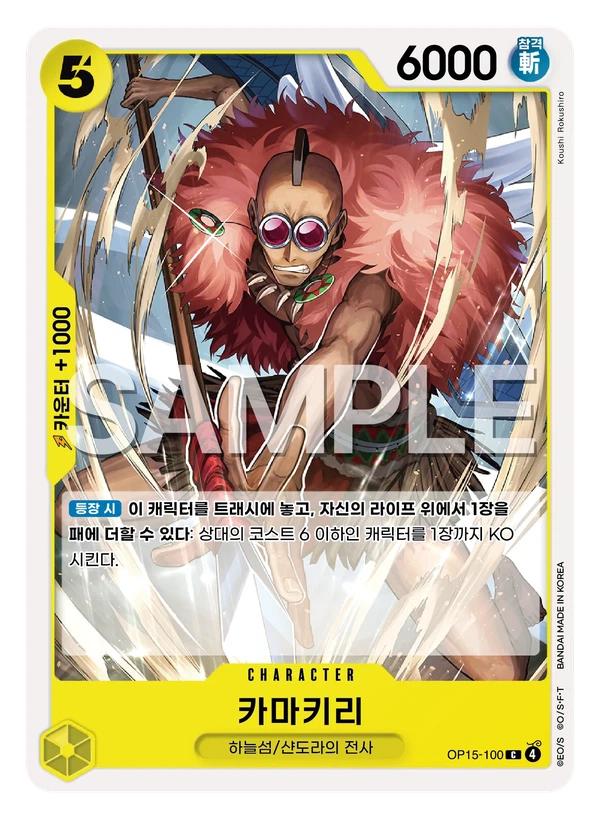 5
6000
참격
斬
Koushi Rokushiro
카운터 +1000
SAMPLE
등장 시 이 캐릭터를 트래시에 놓고, 자신의 라이프 위에서 1장을
패에 더할 수 있다: 상대의 코스트 6 이하인 캐릭터를 1장까지 KO
시킨다.
CHARACTER
카마키리
하늘섬/샨도라의 전사
OP15-100 C 4
©EO/S ©O/S·F·T BANDAI MADE IN KOREA